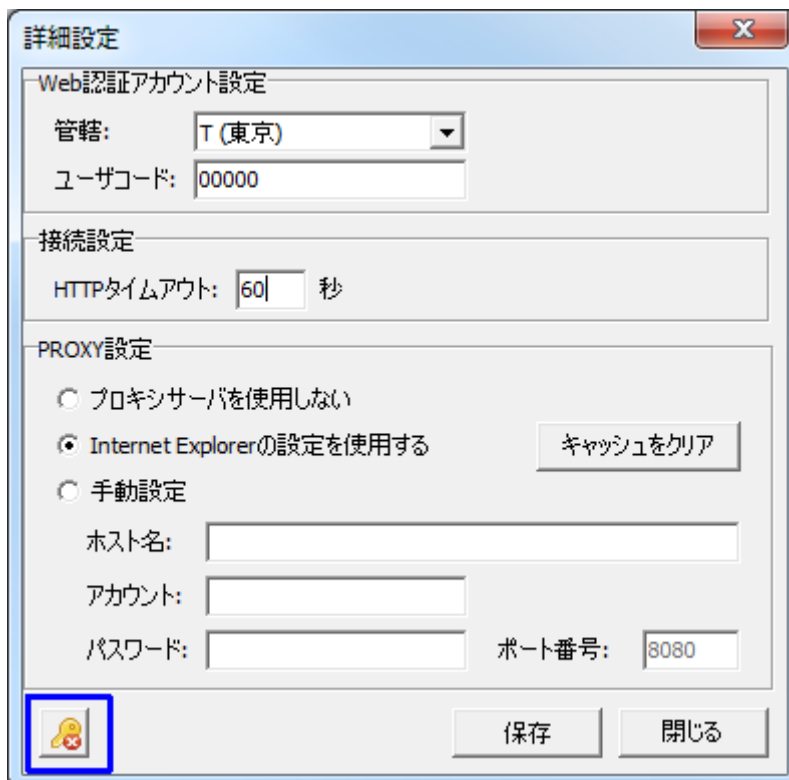 詳細設定
Web認証アカウント設定
管轄: T (東京)
ユーザコード: 00000
接続設定
HTTPタイムアウト: 60 秒
PROXY設定
プロキシサーバを使用しない
Internet Explorerの設定を使用する キャッシュをクリア
手動設定
ホスト名:
アカウント:
パスワード: ポート番号: 8080
保存 閉じる